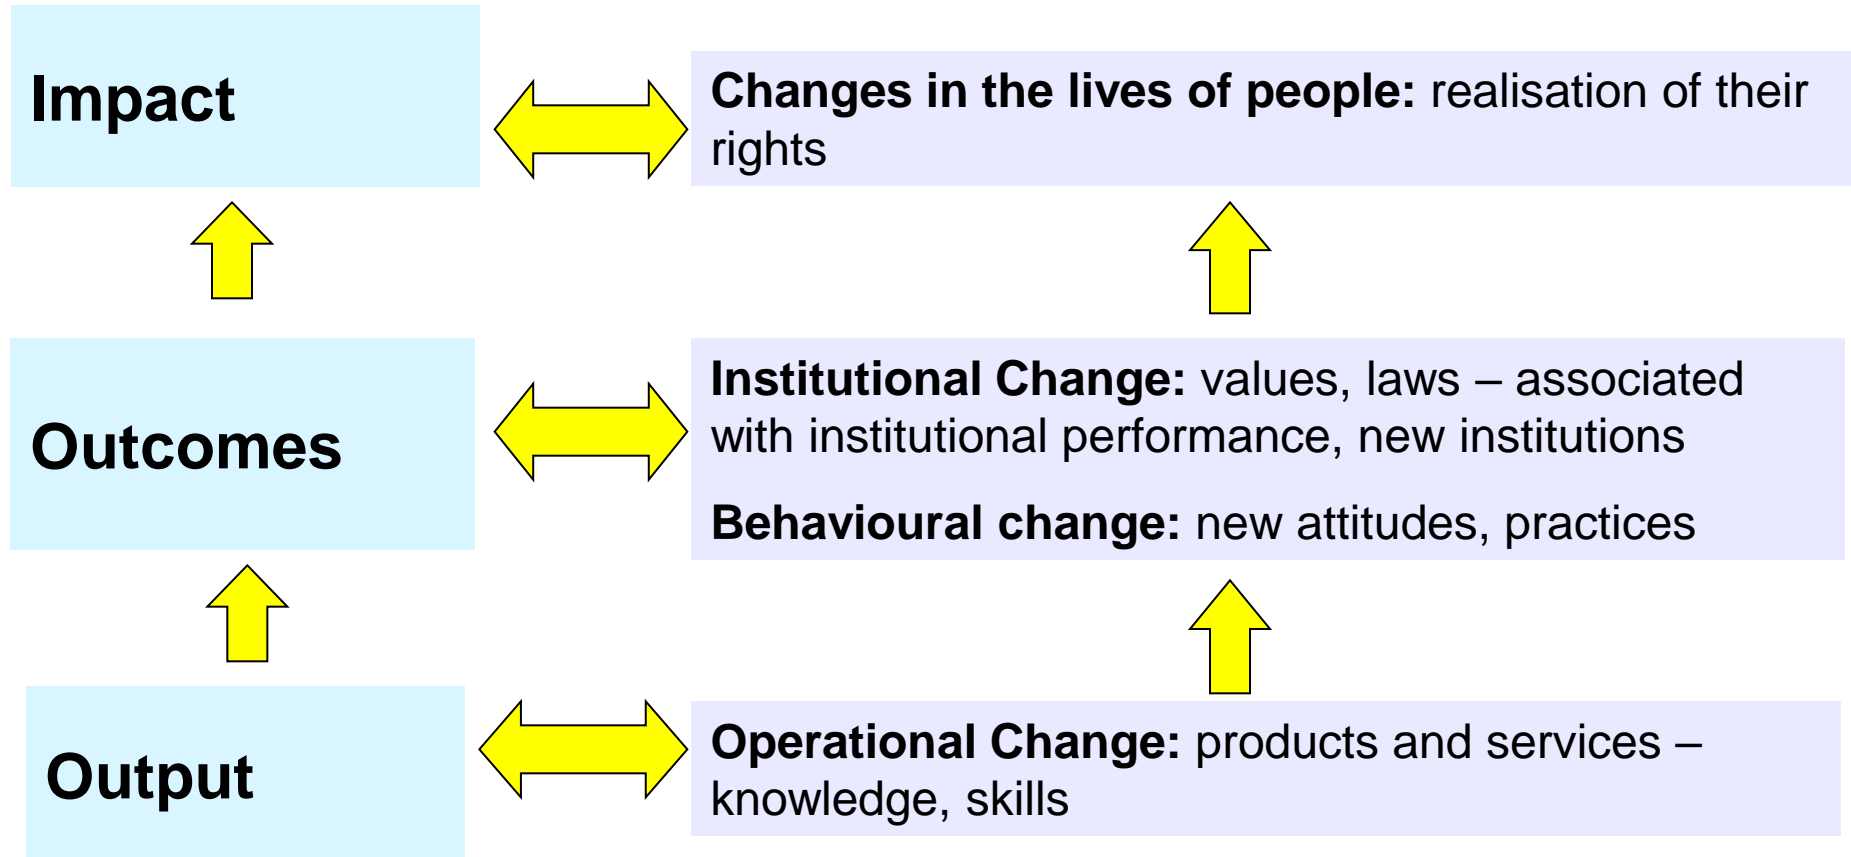 Impact
Changes in the lives of people: realisation of their
rights
Outcomes
Institutional Change: values, laws – associated
with institutional performance, new institutions
Behavioural change: new attitudes, practices
Output
Operational Change: products and services –
knowledge, skills